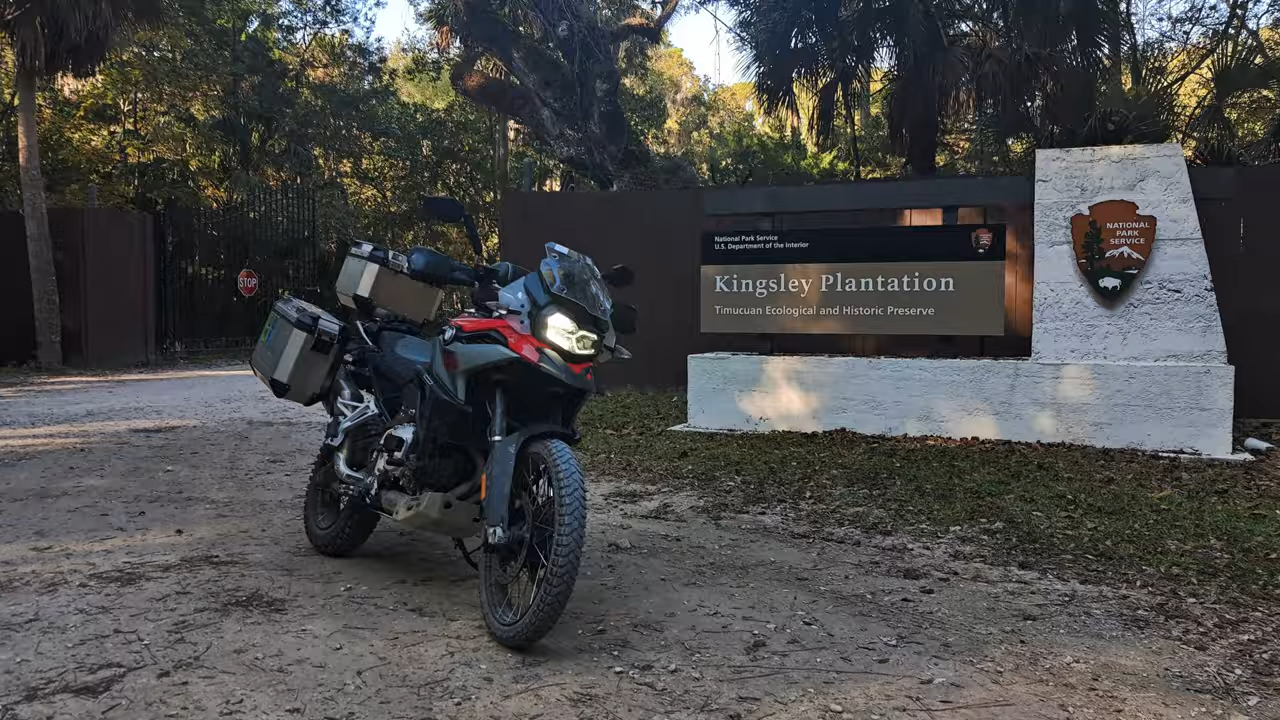 STOP
National Park Service
U.S. Department of the Interior
Kingsley Plantation
Timucuan Ecological and Historic Preserve
NATIONAL
PARK
SERVICE